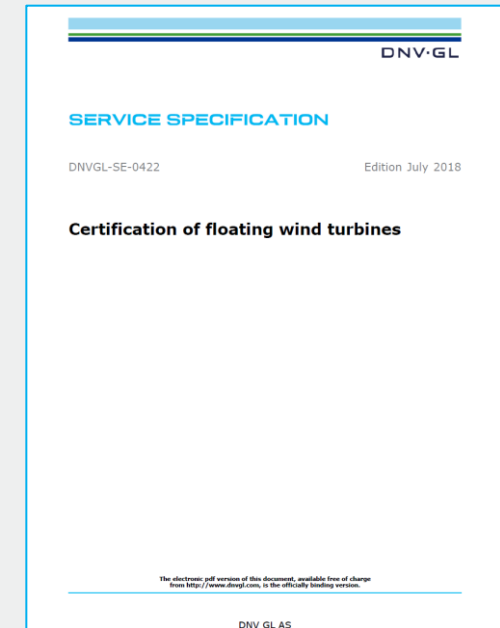 DNV·GL
SERVICE SPECIFICATION
DNVGL-SE-0422 Edition July 2018
Certification of floating wind turbines
The electronic pdf version of this document, available free of charge
from http://www.dnvgl.com, is the officially binding version.
DNV GL AS